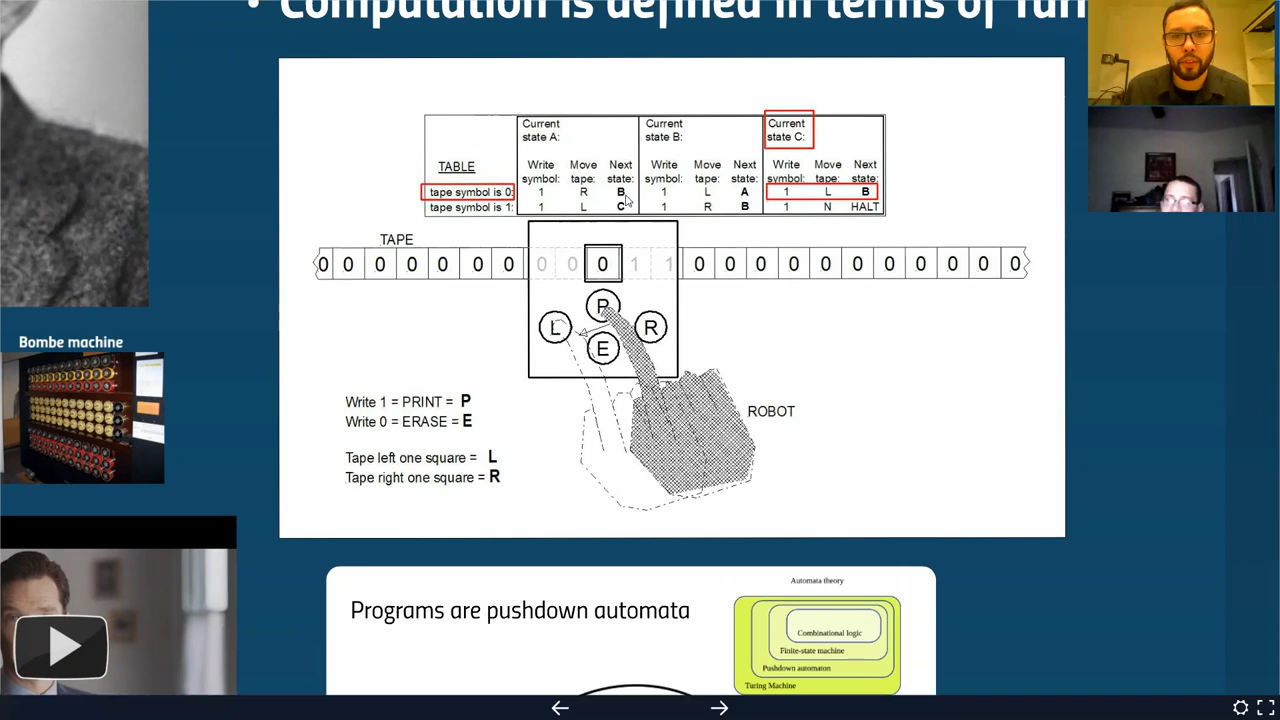 • Computation is defined in terms of Tur
Current state A:
Current state B:
Current state C:
TABLE
Write symbol: Move tape: Next state: Write symbol: Move tape: Next state: Write symbol: Move tape: Next state:
tape symbol is 0: 1 R B 1 L A 1 L B
tape symbol is 1: 1 L C 1 R B 1 N HALT
TAPE
0 0 0 0 0 0 0 0 0 0 1 1 0 0 0 0 0 0 0 0 0 0 0
P
L
R
E
Bombe machine
Write 1 = PRINT = P
Write 0 = ERASE = E
ROBOT
Tape left one square = L
Tape right one square = R
Automata theory
Programs are pushdown automata
Combinational logic
Finite-state machine
Pushdown automaton
Turing Machine